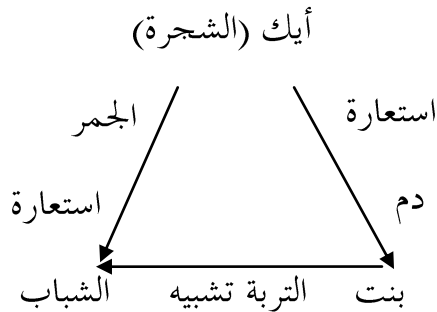 أيك (الشجرة)
استعارة
الجمر
دم
استعارة
بنت التربة تشبيه الشباب